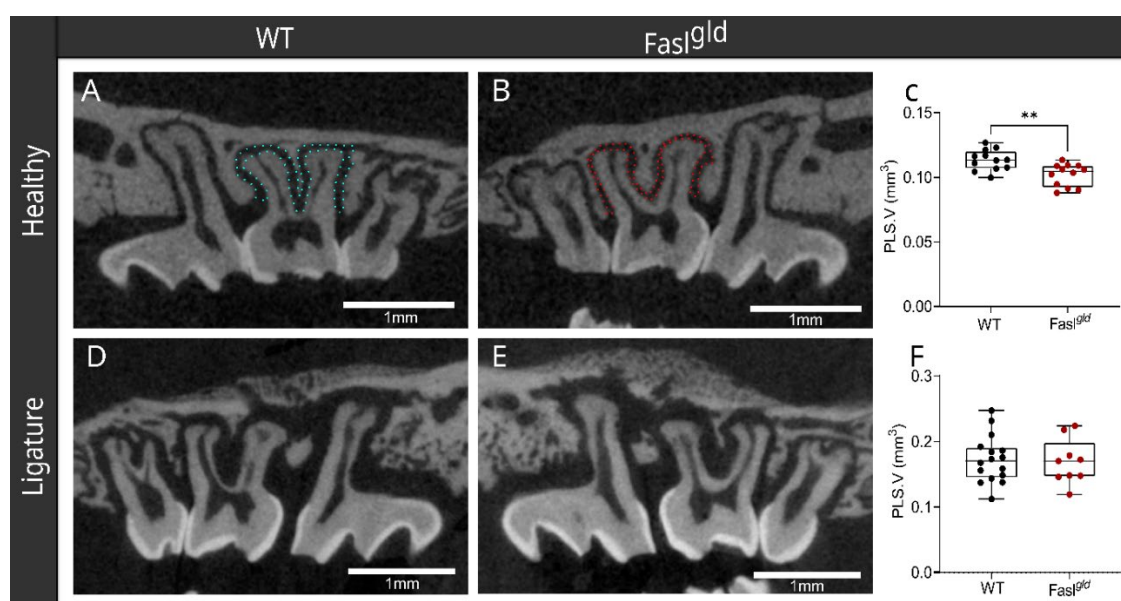 WT
Fasl^gld
Healthy
A
1mm
B
1mm
C
**
PLS.V (mm³)
0.15
0.10
0.05
0.00
WT
Fasl^gld
Ligature
D
1mm
E
1mm
F
PLS.V (mm³)
0.3
0.2
0.1
0.0
WT
Fasl^gld